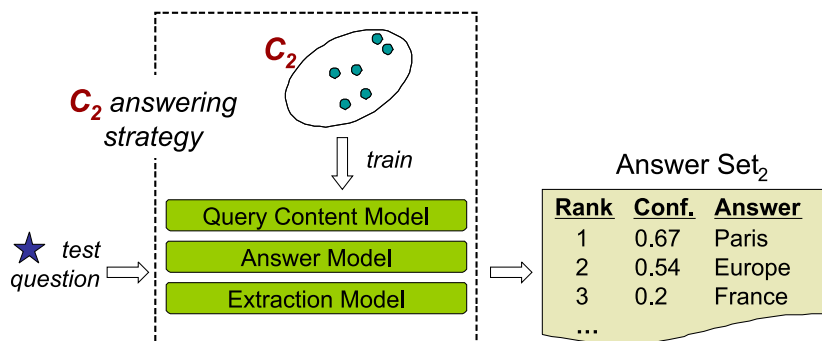 C2
C2 answering
strategy
train
Query Content Model
Answer Model
Extraction Model
test
question
Answer Set2
Rank Conf. Answer
1 0.67 Paris
2 0.54 Europe
3 0.2 France
...